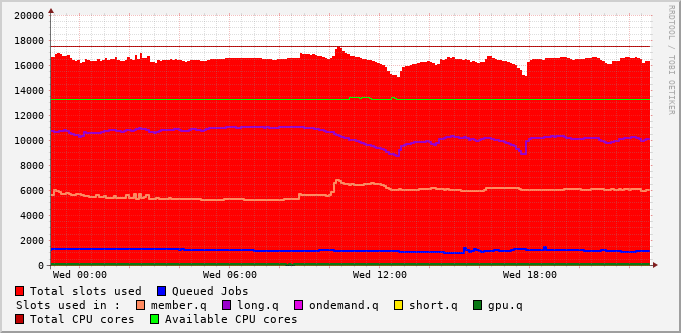 20000
18000
16000
14000
12000
10000
8000
6000
4000
2000
0
Wed 00:00 Wed 06:00 Wed 12:00 Wed 18:00
RRDTOOL / TOBI OETIKER
Total slots used Queued Jobs
Slots used in : member.q long.q ondemand.q short.q gpu.q
Total CPU cores Available CPU cores